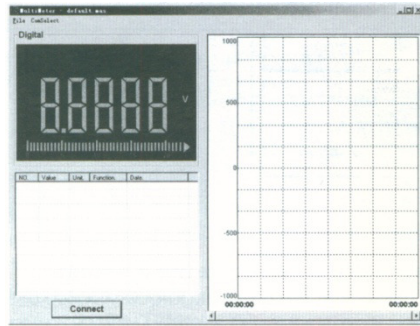 MultiMeter - default.mes
File ComSelect
Digital
8.8888 V
NO. Value Unit. Function. Date.
Connect
1000
500
0
-500
-1000
00:00:00 00:00:00